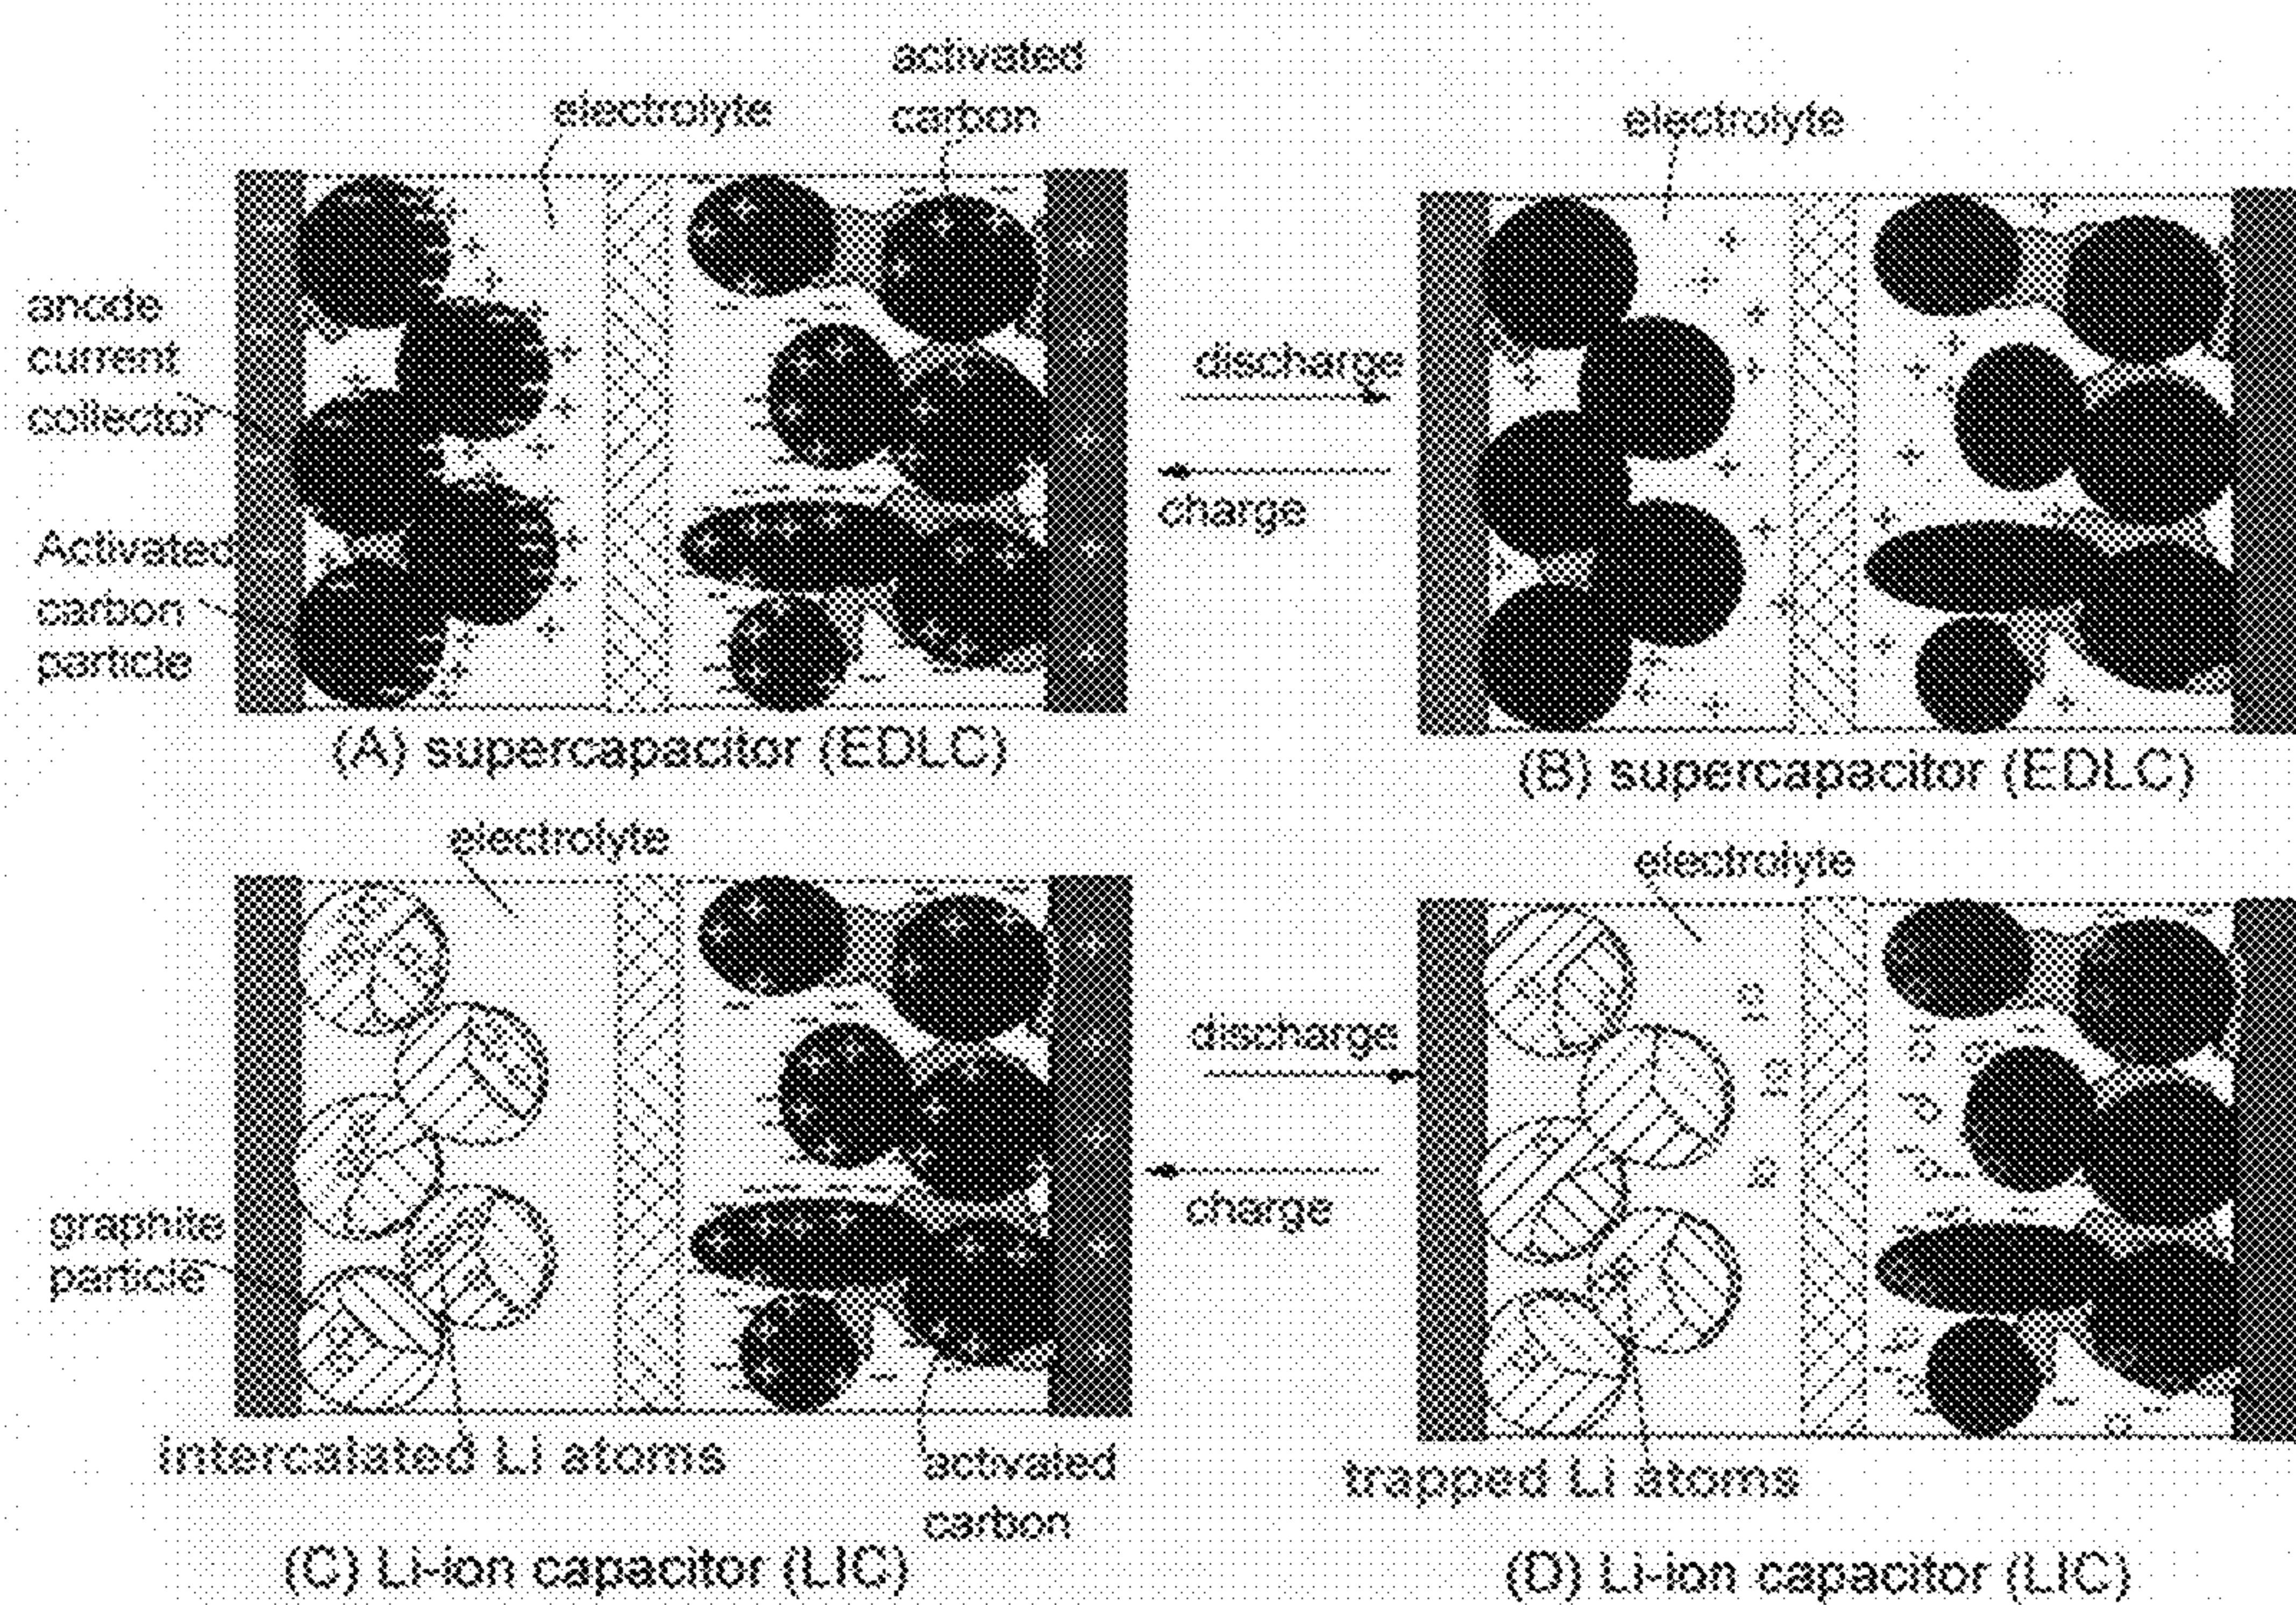 activated
carbon
electrolyte
electrolyte
anode
current
collector
discharge
charge
Activated
carbon
particle
(A) supercapacitor (EDLC)
(B) supercapacitor (EDLC)
electrolyte
electrolyte
discharge
charge
graphite
particle
intercalated Li atoms
activated
carbon
trapped Li atoms
(C) Li-ion capacitor (LIC)
(D) Li-ion capacitor (LIC)